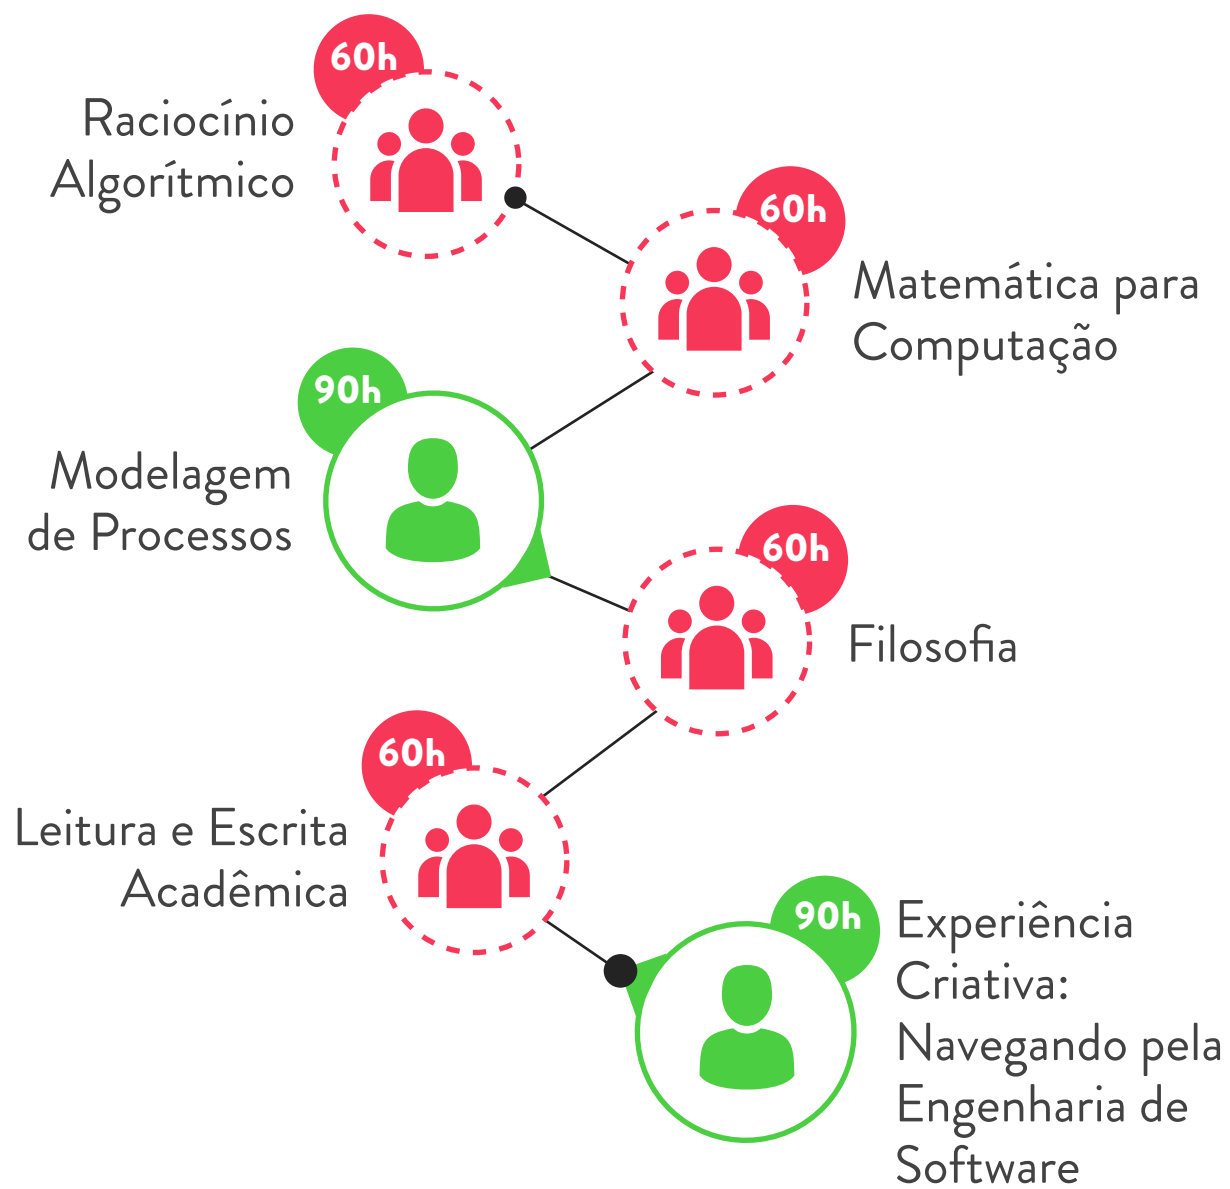 60h
Raciocínio
Algorítmico
60h
Matemática para
Computação
90h
Modelagem
de Processos
60h
Filosofia
60h
Leitura e Escrita
Acadêmica
90h
Experiência
Criativa:
Navegando pela
Engenharia de
Software